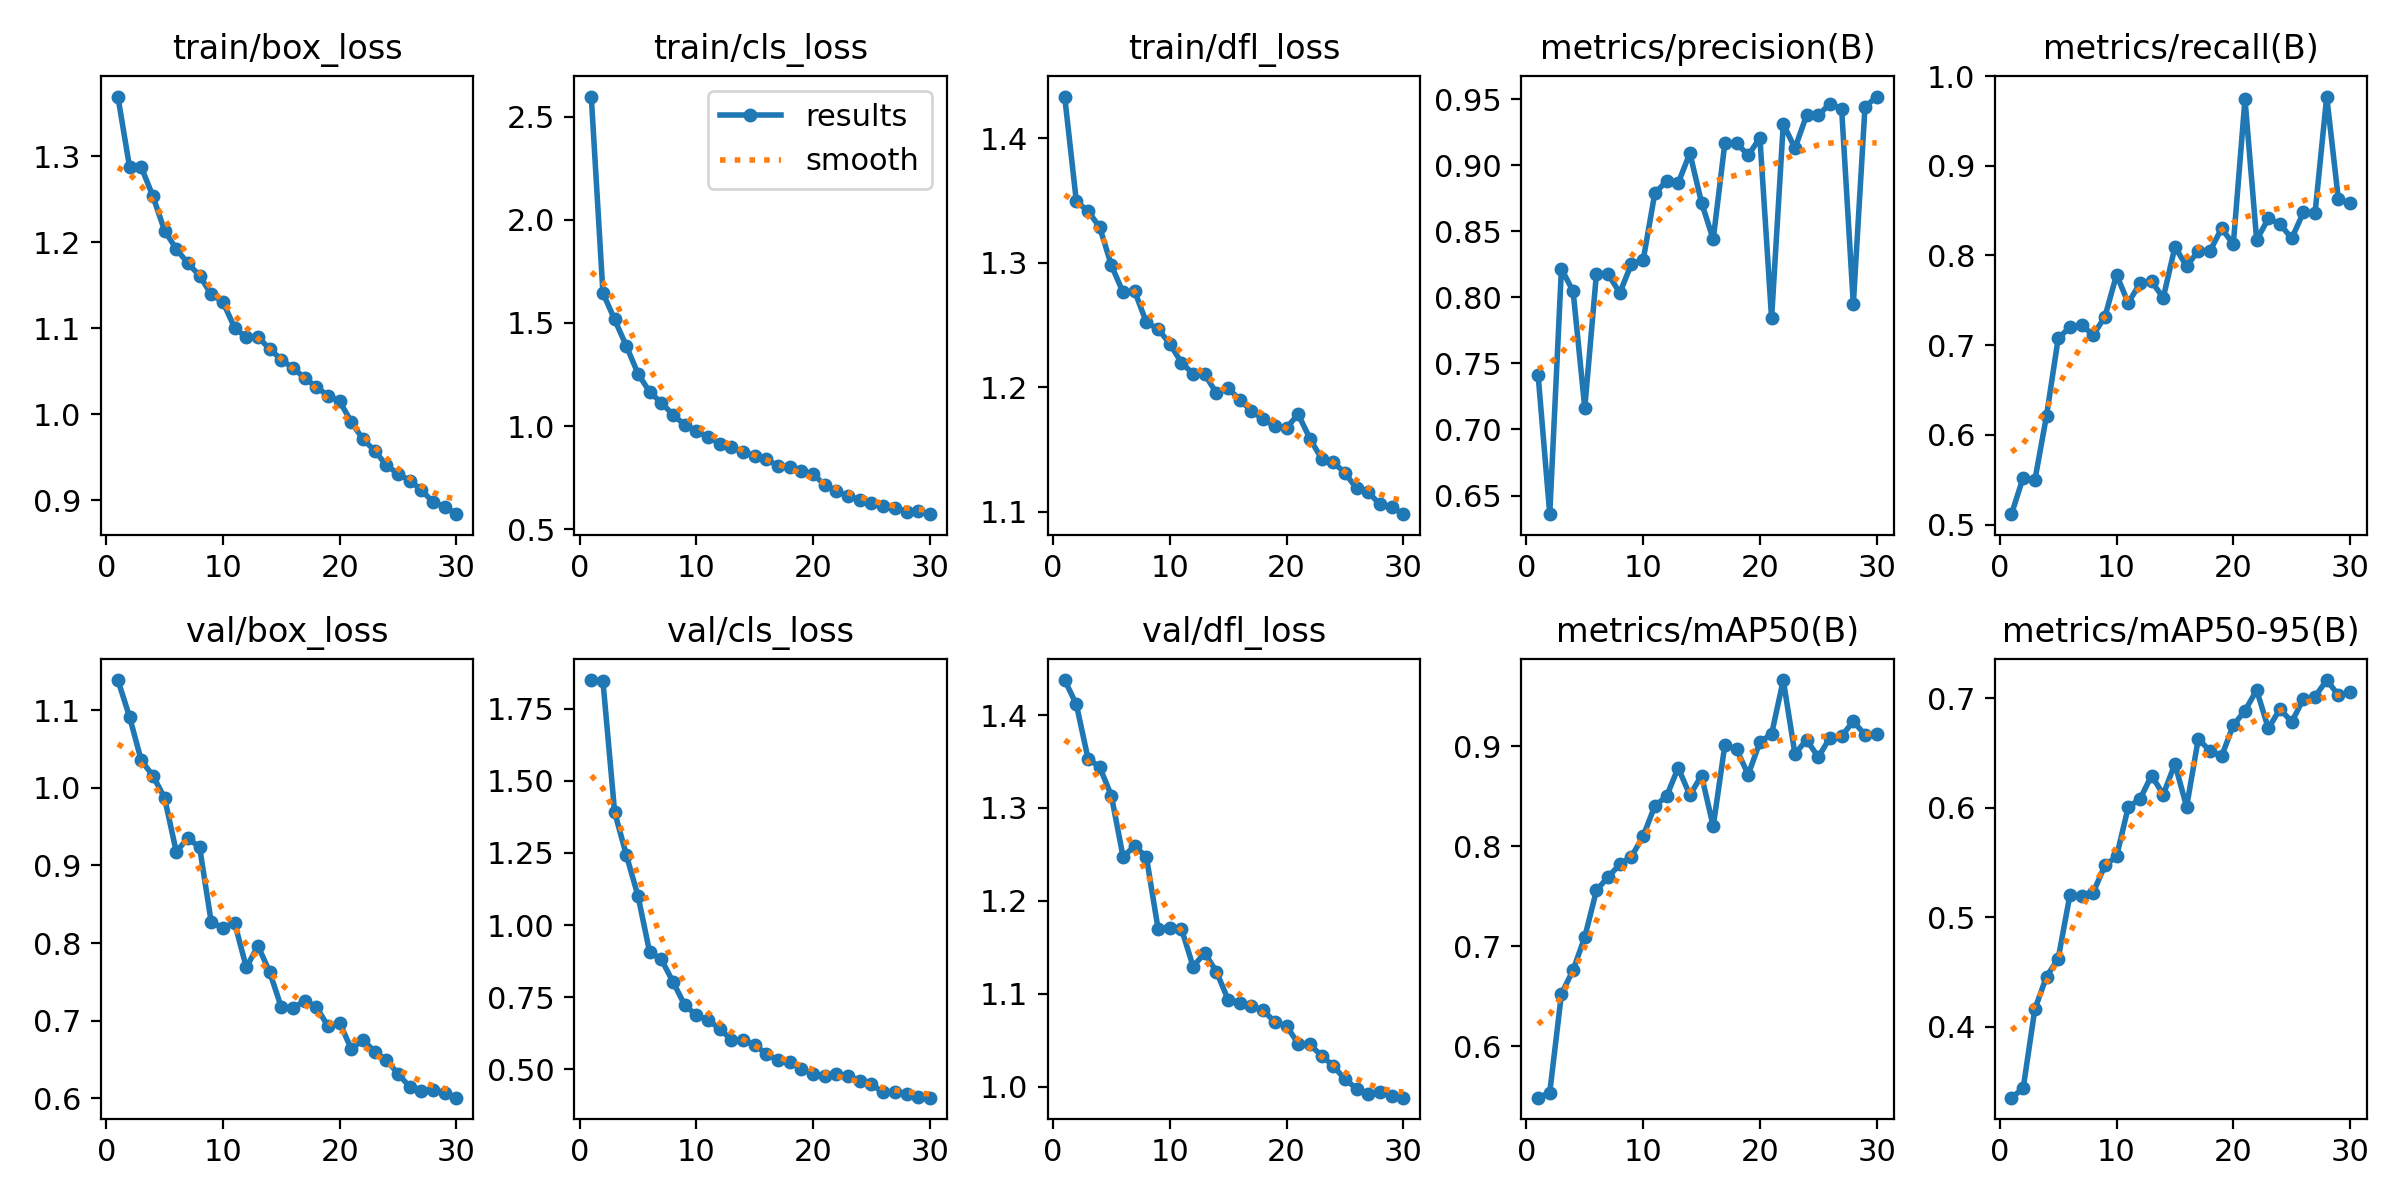 train/box_loss
1.3
1.2
1.1
1.0
0.9
0 10 20 30
train/cls_loss
results
smooth
2.5
2.0
1.5
1.0
0.5
0 10 20 30
train/dfl_loss
1.4
1.3
1.2
1.1
0 10 20 30
metrics/precision(B)
0.95
0.90
0.85
0.80
0.75
0.70
0.65
0 10 20 30
metrics/recall(B)
1.0
0.9
0.8
0.7
0.6
0.5
0 10 20 30
val/box_loss
1.1
1.0
0.9
0.8
0.7
0.6
0 10 20 30
val/cls_loss
1.75
1.50
1.25
1.00
0.75
0.50
0 10 20 30
val/dfl_loss
1.4
1.3
1.2
1.1
1.0
0 10 20 30
metrics/mAP50(B)
0.9
0.8
0.7
0.6
0 10 20 30
metrics/mAP50-95(B)
0.7
0.6
0.5
0.4
0 10 20 30